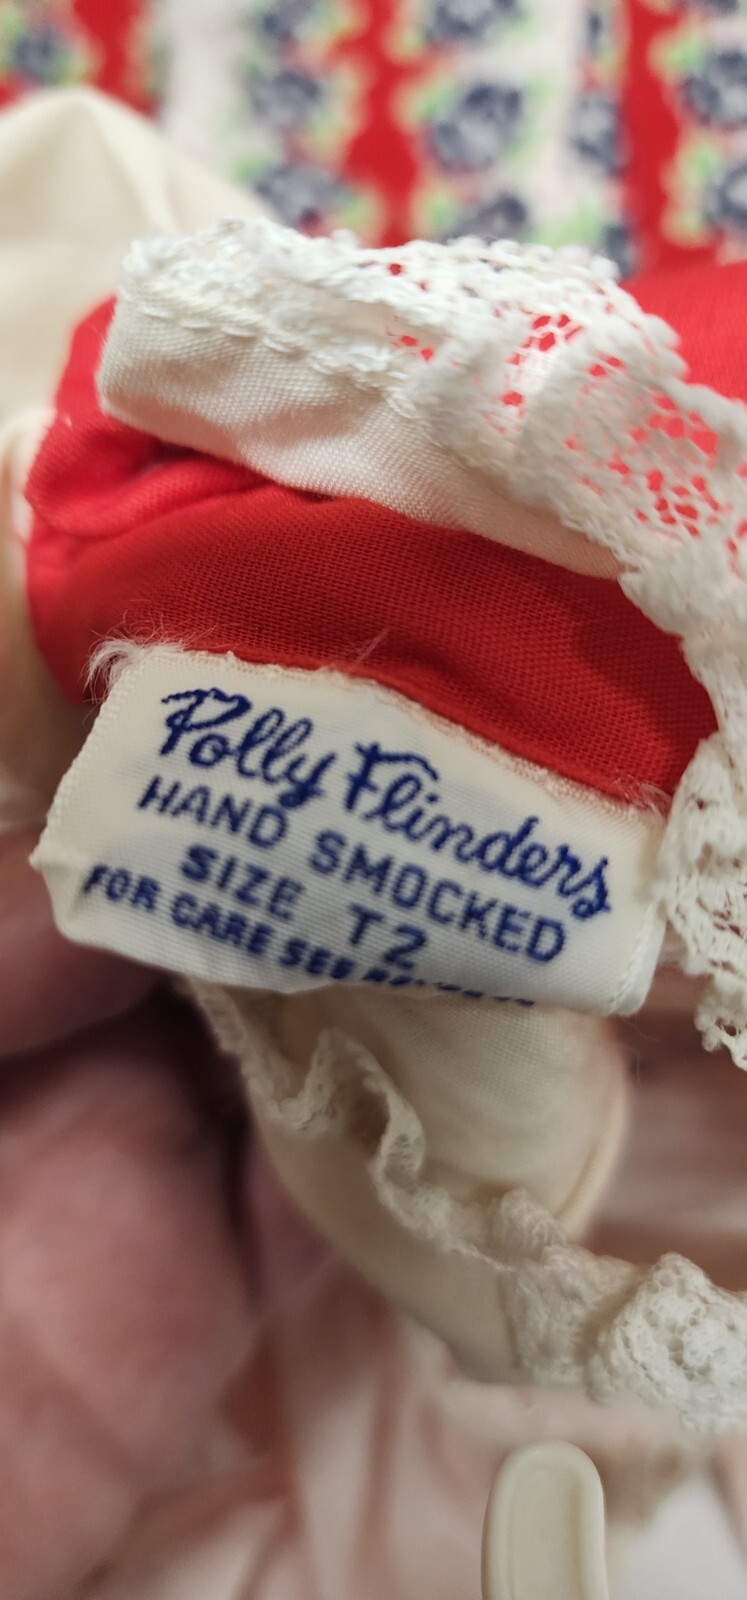 Polly Flinders
HAND SMOCKED
SIZE T2
FOR CARE SEE